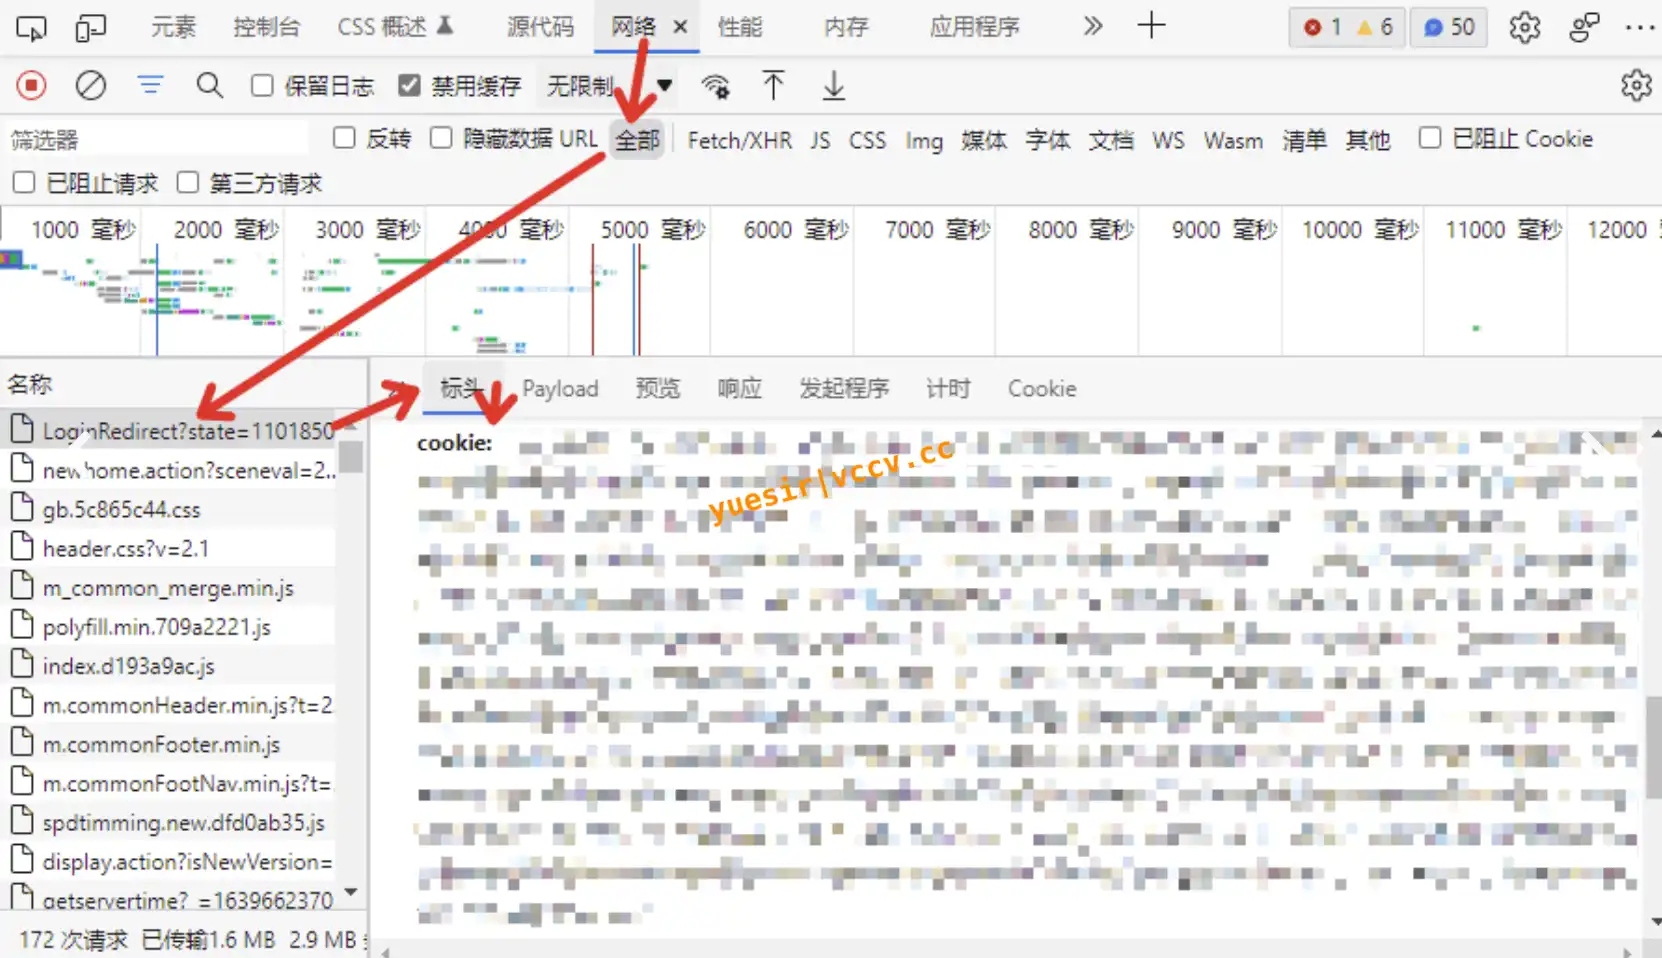 元素 控制台 CSS 概述 源代码 网络 性能 内存 应用程序 1 6 50
保留日志 禁用缓存 无限制
筛选器 反转 隐藏数据 URL 全部 Fetch/XHR JS CSS Img 媒体 字体 文档 WS Wasm 清单 其他 已阻止 Cookie
已阻止请求 第三方请求
1000 毫秒 2000 毫秒 3000 毫秒 4000 毫秒 5000 毫秒 6000 毫秒 7000 毫秒 8000 毫秒 9000 毫秒 10000 毫秒 11000 毫秒 12000
名称
标头 Payload 预览 响应 发起程序 计时 Cookie
LoginRedirect?state=1101850
cookie:
yuesir|vccv.cc
newhome.action?sceneval=2..
gb.5c865c44.css
header.css?v=2.1
m_common_merge.min.js
polyfill.min.709a2221.js
index.d193a9ac.js
m.commonHeader.min.js?t=2
m.commonFooter.min.js
m.commonFootNav.min.js?t=
spdtimming.new.dfd0ab35.js
display.action?isNewVersion=
getservertime?_=1639662370
172 次请求 已传输1.6 MB 2.9 MB